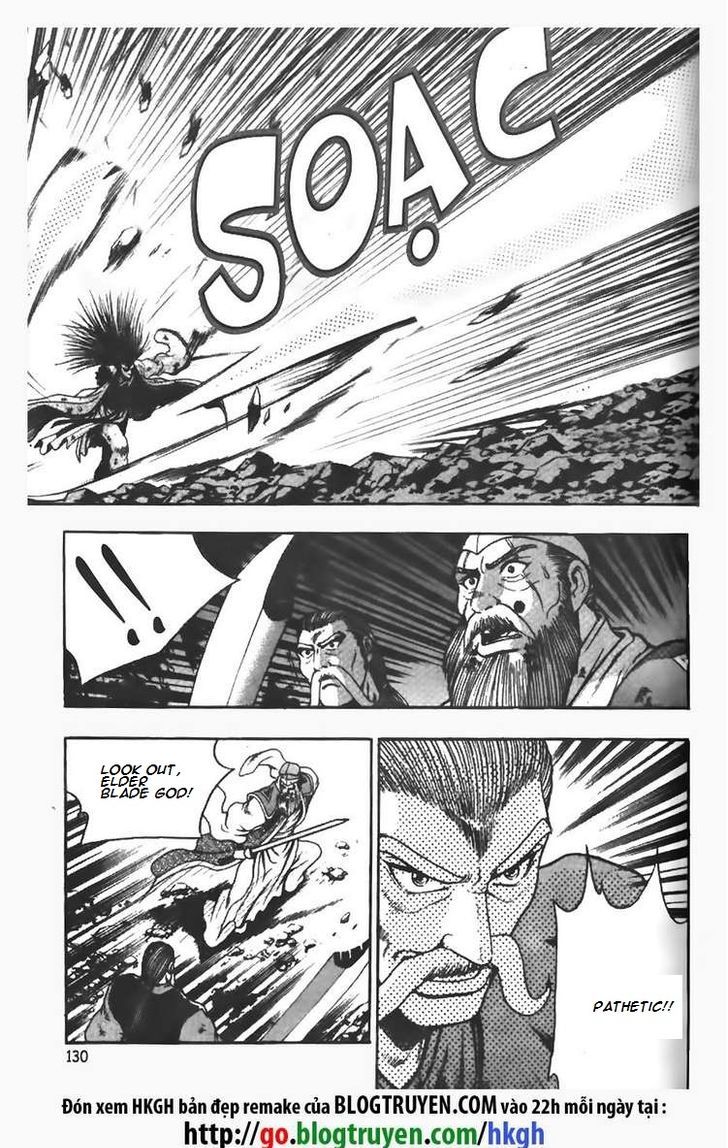 SOẠC
!!
LOOK OUT,
ELDER
BLADE GOD!
PATHETIC!!
130
Đón xem HKGH bản đẹp remake của BLOGTRUYEN.COM vào 22h mỗi ngày tại :
http://go.blogtruyen.com/hkgh